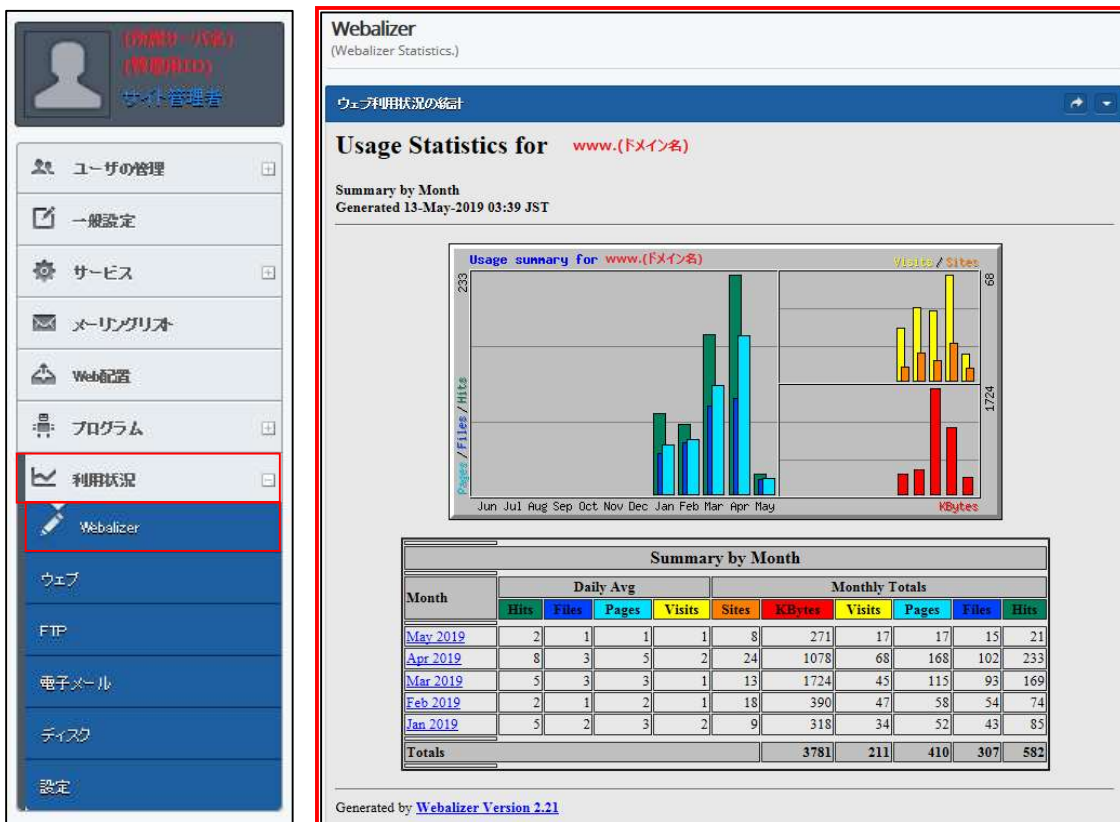 (所属サーバ名)
(管理用ID)
サイト管理者
ユーザの管理
一般設定
サービス
メーリングリスト
Web配置
プログラム
利用状況
Webalizer
ウェブ
FTP
電子メール
ディスク
設定
Webalizer
(Webalizer Statistics.)
ウェブ利用状況の統計
Usage Statistics for www.(ドメイン名)
Summary by Month
Generated 13-May-2019 03:39 JST
Usage summary for www.(ドメイン名)
Visits / Sites
233
68
Pages / Files / Hits
1724
Jun Jul Aug Sep Oct Nov Dec Jan Feb Mar Apr May
KBytes
Summary by Month
Month Daily Avg Monthly Totals
Hits Files Pages Visits Sites KBytes Visits Pages Files Hits
May 2019 2 1 1 1 8 271 17 17 15 21
Apr 2019 8 3 5 2 24 1078 68 168 102 233
Mar 2019 5 3 3 1 13 1724 45 115 93 169
Feb 2019 2 1 2 1 18 390 47 58 54 74
Jan 2019 5 2 3 2 9 318 34 52 43 85
Totals 3781 211 410 307 582
Generated by Webalizer Version 2.21